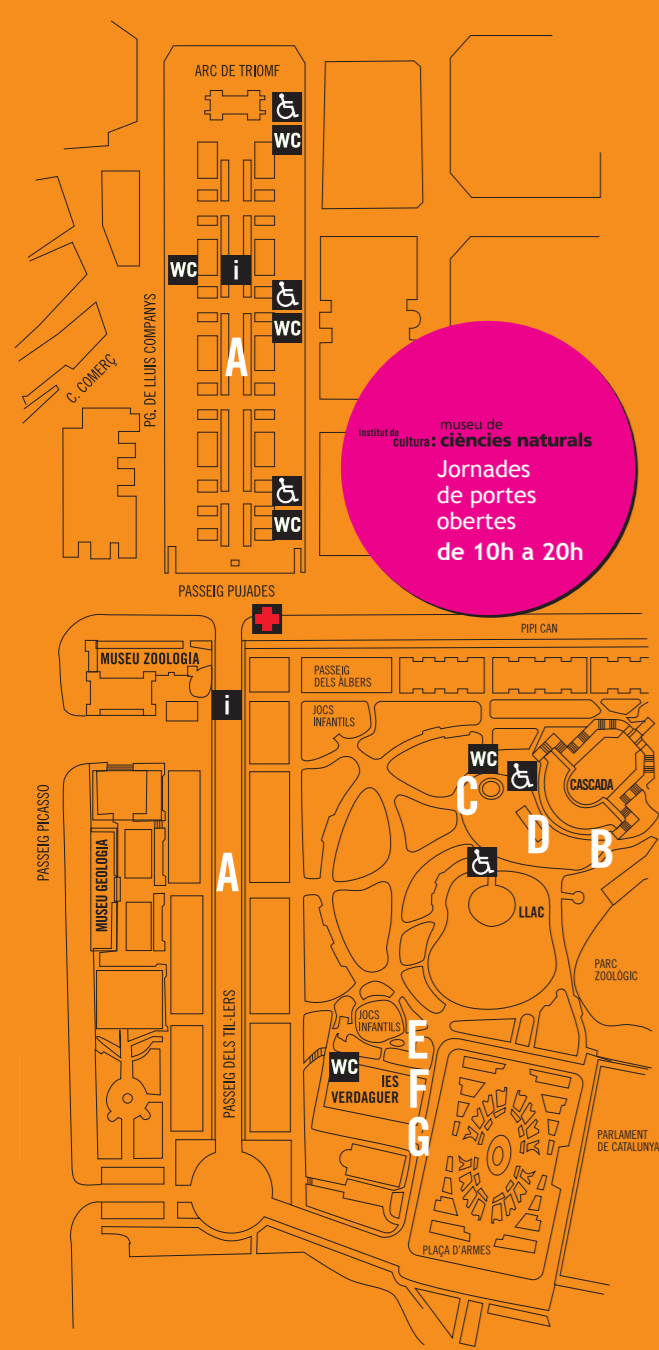 ARC DE TRIOMF
WC
WC
i
WC
PG. DE LLUIS COMPANYS
C. COMERÇ
A
WC
institut de
cultura: museu de
ciències naturals
Jornades
de portes
obertes
de 10h a 20h
PASSEIG PUJADES
PIPI CAN
MUSEU ZOOLOGIA
PASSEIG
DELS ÀLBERS
i
JOCS
INFANTILS
WC
CASCADA
C
D
B
PASSEIG PICASSO
MUSEU GEOLOGIA
A
LLAC
PARC
ZOOLÒGIC
PASSEIG DELS TIL·LERS
JOCS
INFANTILS
E
F
G
WC
IES
VERDAGUER
PARLAMENT
DE CATALUNYA
PLAÇA D'ARMES